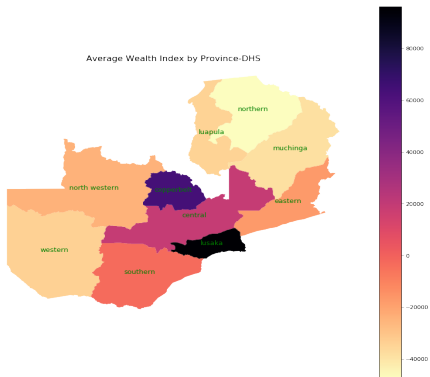 Average Wealth Index by Province-DHS
northern
luapula
muchinga
north western
copperbelt
eastern
central
lusaka
western
southern
80000
60000
40000
20000
0
−20000
−40000